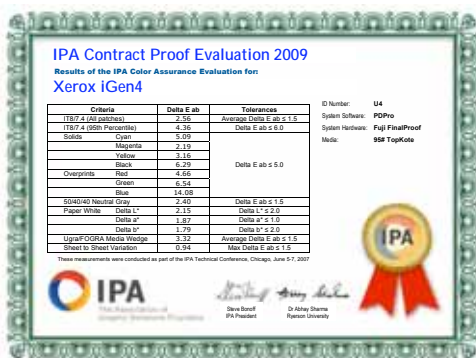 IPA Contract Proof Evaluation 2009
Results of the IPA Color Assurance Evaluation for:
Xerox iGen4
Criteria Delta E ab Tolerances
IT8/7.4 (All patches) 2.56 Average Delta E ab ≤ 1.5
IT8/7.4 (95th Percentile) 4.36 Delta E ab ≤ 6.0
Solids Cyan 5.09
Magenta 2.19
Yellow 3.16
Black 6.29 Delta E ab ≤ 5.0
Overprints Red 4.66
Green 6.54
Blue 14.08
50/40/40 Neutral Gray 2.40 Delta E ab ≤ 1.5
Paper White Delta L* 2.15 Delta L* ≤ 2.0
Delta a* 1.87 Delta a* ≤ 1.0
Delta b* 1.79 Delta b* ≤ 2.0
Ugra/FOGRA Media Wedge 3.32 Average Delta E ab ≤ 1.5
Sheet to Sheet Variation 0.94 Max Delta E ab ≤ 1.5
These measurements were conducted as part of the IPA Technical Conference, Chicago, June 5-7, 2007
ID Number: U4
System Software: PDPro
System Hardware: Fuji FinalProof
Media: 95# TopKote
IPA
IPA
The Association of
Graphic Solutions Providers
Steve Bonoff
IPA President
Dr Abhay Sharma
Ryerson University